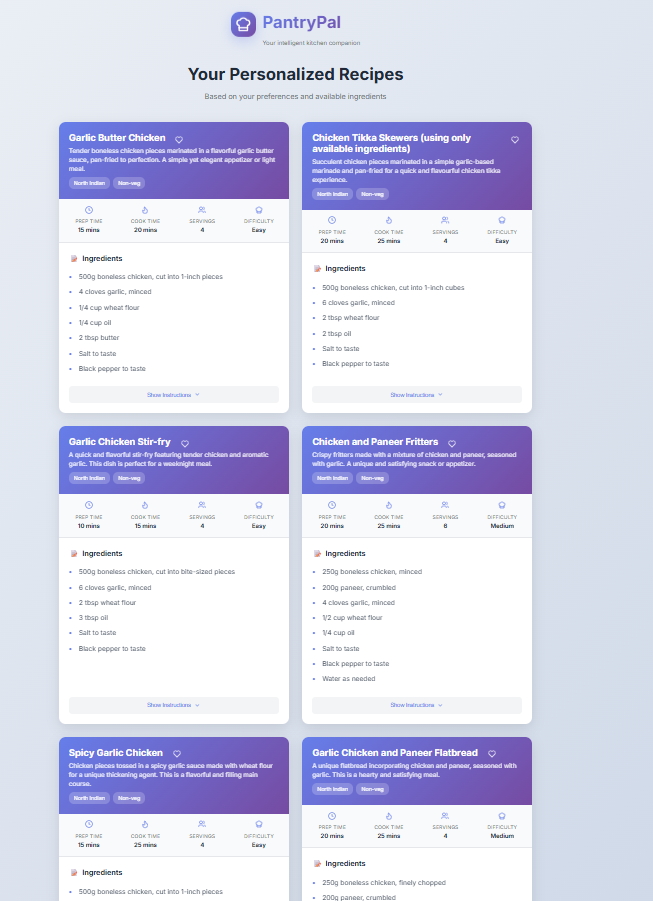 PantryPal
Your intelligent kitchen companion
Your Personalized Recipes
Based on your preferences and available ingredients
Garlic Butter Chicken
Tender boneless chicken pieces marinated in a flavorful garlic butter
sauce, pan-fried to perfection. A simple yet elegant appetizer or light
meal.
North Indian Non-veg
PREP TIME COOK TIME SERVINGS DIFFICULTY
15 mins 20 mins 4 Easy
Ingredients
• 500g boneless chicken, cut into 1-inch pieces
• 4 cloves garlic, minced
• 1/4 cup wheat flour
• 1/4 cup oil
• 2 tbsp butter
• Salt to taste
• Black pepper to taste
Show Instructions
Chicken Tikka Skewers (using only
available ingredients)
Succulent chicken pieces marinated in a simple garlic-based
marinade and pan-fried for a quick and flavourful chicken tikka
experience.
North Indian Non-veg
PREP TIME COOK TIME SERVINGS DIFFICULTY
20 mins 25 mins 4 Easy
Ingredients
• 500g boneless chicken, cut into 1-inch cubes
• 6 cloves garlic, minced
• 2 tbsp wheat flour
• 2 tbsp oil
• Salt to taste
• Black pepper to taste
Show Instructions
Garlic Chicken Stir-fry
A quick and flavorful stir-fry featuring tender chicken and aromatic
garlic. This dish is perfect for a weeknight meal.
North Indian Non-veg
PREP TIME COOK TIME SERVINGS DIFFICULTY
10 mins 15 mins 4 Easy
Ingredients
• 500g boneless chicken, cut into bite-sized pieces
• 6 cloves garlic, minced
• 2 tbsp wheat flour
• 3 tbsp oil
• Salt to taste
• Black pepper to taste
Show Instructions
Chicken and Paneer Fritters
Crispy fritters made with a mixture of chicken and paneer, seasoned
with garlic. A unique and satisfying snack or appetizer.
North Indian Non-veg
PREP TIME COOK TIME SERVINGS DIFFICULTY
20 mins 25 mins 6 Medium
Ingredients
• 250g boneless chicken, minced
• 200g paneer, crumbled
• 4 cloves garlic, minced
• 1/2 cup wheat flour
• 1/4 cup oil
• Salt to taste
• Black pepper to taste
• Water as needed
Show Instructions
Spicy Garlic Chicken
Chicken pieces tossed in a spicy garlic sauce made with wheat flour
for a unique thickening agent. This is a flavorful and filling main
course.
North Indian Non-veg
PREP TIME COOK TIME SERVINGS DIFFICULTY
15 mins 25 mins 4 Easy
Ingredients
• 500g boneless chicken, cut into 1-inch pieces
Garlic Chicken and Paneer Flatbread
A unique flatbread incorporating chicken and paneer, seasoned with
garlic. This is a hearty and satisfying meal.
North Indian Non-veg
PREP TIME COOK TIME SERVINGS DIFFICULTY
20 mins 25 mins 4 Medium
Ingredients
• 250g boneless chicken, finely chopped
• 200g paneer, crumbled